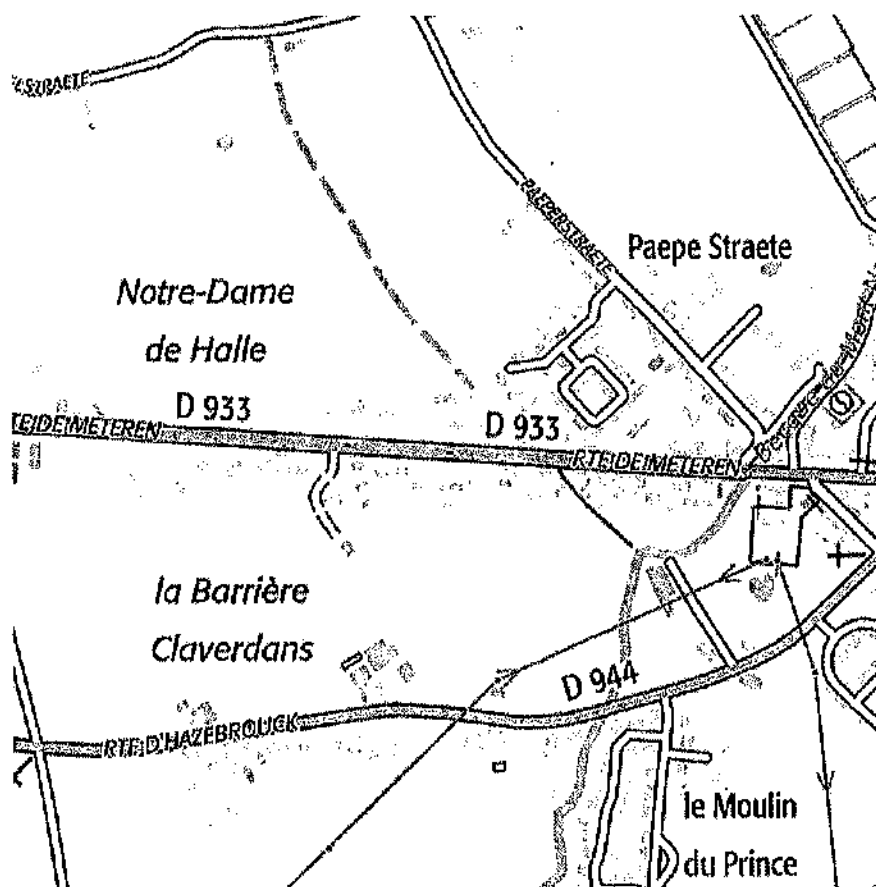 STRAETE
PAEPERSTRAETE
Paepe Straete
Notre-Dame
de Halle
D 933
D 933
RTE DE METEREN
RTE DE METEREN
la Barrière
Claverdans
D 944
RTE D'HAZEBROUCK
le Moulin
du Prince